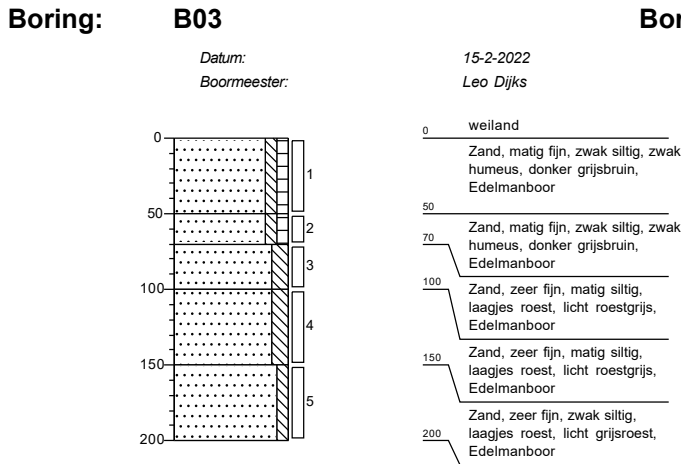 Boring: B03 Bor
Datum: 15-2-2022
Boormeester: Leo Dijks
0
50
100
150
200
1
2
3
4
5
0 weiland
Zand, matig fijn, zwak siltig, zwak
humeus, donker grijsbruin,
Edelmanboor
50
Zand, matig fijn, zwak siltig, zwak
70 humeus, donker grijsbruin,
Edelmanboor
100 Zand, zeer fijn, matig siltig,
laagjes roest, licht roestgrijs,
Edelmanboor
Zand, zeer fijn, matig siltig,
150 laagjes roest, licht roestgrijs,
Edelmanboor
Zand, zeer fijn, zwak siltig,
200 laagjes roest, licht grijsroest,
Edelmanboor